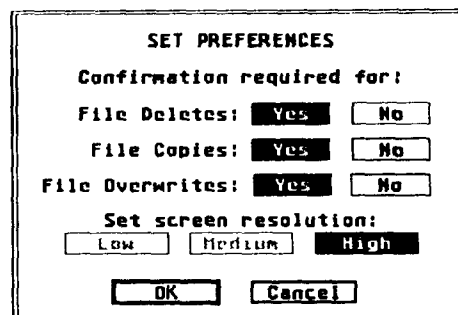 SET PREFERENCES
Confirmation required for:
File Deletes: Yes No
File Copies: Yes No
File Overwrites: Yes No
Set screen resolution:
Low Medium High
OK Cancel